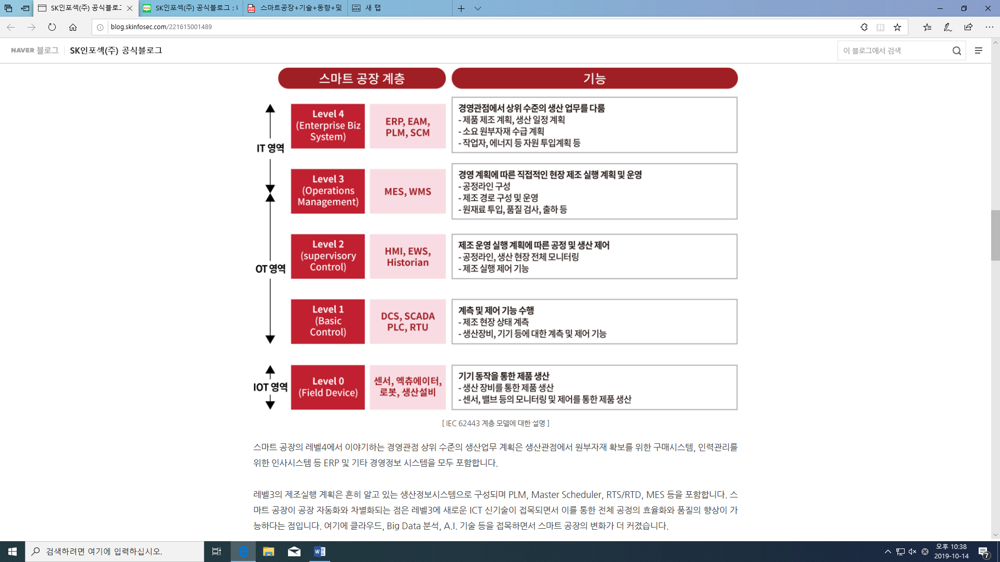 SK인포섹(주) 공식블로그
SK인포섹(주) 공식블로그 : 네
스마트공장+기술+동향+및
새 탭
blog.skinfosec.com/221615001489
NAVER 블로그
SK인포섹(주) 공식블로그
이 블로그에서 검색
스마트 공장 계층
기능
IT 영역
Level 4
(Enterprise Biz
System)
ERP, EAM,
PLM, SCM
경영관점에서 상위 수준의 생산 업무를 다룸
- 제품 제조 계획, 생산 일정 계획
- 소요 원부자재 수급 계획
- 작업자, 에너지 등 자원 투입계획 등
Level 3
(Operations
Management)
MES, WMS
경영 계획에 따른 직접적인 현장 제조 실행 계획 및 운영
- 공정라인 구성
- 제조 경로 구성 및 운영
- 원재료 투입, 품질 검사, 출하 등
OT 영역
Level 2
(supervisory
Control)
HMI, EWS,
Historian
제조 운영 실행 계획에 따른 공정 및 생산 제어
- 공정라인, 생산 현장 전체 모니터링
- 제조 실행 제어 기능
Level 1
(Basic
Control)
DCS, SCADA
PLC, RTU
계측 및 제어 기능 수행
- 제조 현장 상태 계측
- 생산장비, 기기 등에 대한 계측 및 제어 기능
IOT 영역
Level 0
(Field Device)
센서, 엑츄에이터,
로봇, 생산설비
기기 동작을 통한 제품 생산
- 생산 장비를 통한 제품 생산
- 센서, 밸브 등의 모니터링 및 제어를 통한 제품 생산
[ IEC 62443 계층 모델에 대한 설명 ]
스마트 공장의 레벨4에서 이야기하는 경영관점 상위 수준의 생산업무 계획은 생산관점에서 원부자재 확보를 위한 구매시스템, 인력관리를
위한 인사시스템 등 ERP 및 기타 경영정보 시스템을 모두 포함합니다.
레벨3의 제조실행 계획은 흔히 알고 있는 생산정보시스템으로 구성되며 PLM, Master Scheduler, RTS/RTD, MES 등을 포함합니다. 스
마트 공장이 공장 자동화와 차별화되는 점은 레벨3에 새로운 ICT 신기술이 접목되면서 이를 통한 전체 공정의 효율화와 품질의 향상이 가
능하다는 점입니다. 여기에 클라우드, Big Data 분석, A.I. 기술 등을 접목하면서 스마트 공장의 변화가 더 커졌습니다.
검색하려면 여기에 입력하십시오.
오후 10:38
2019-10-14
7